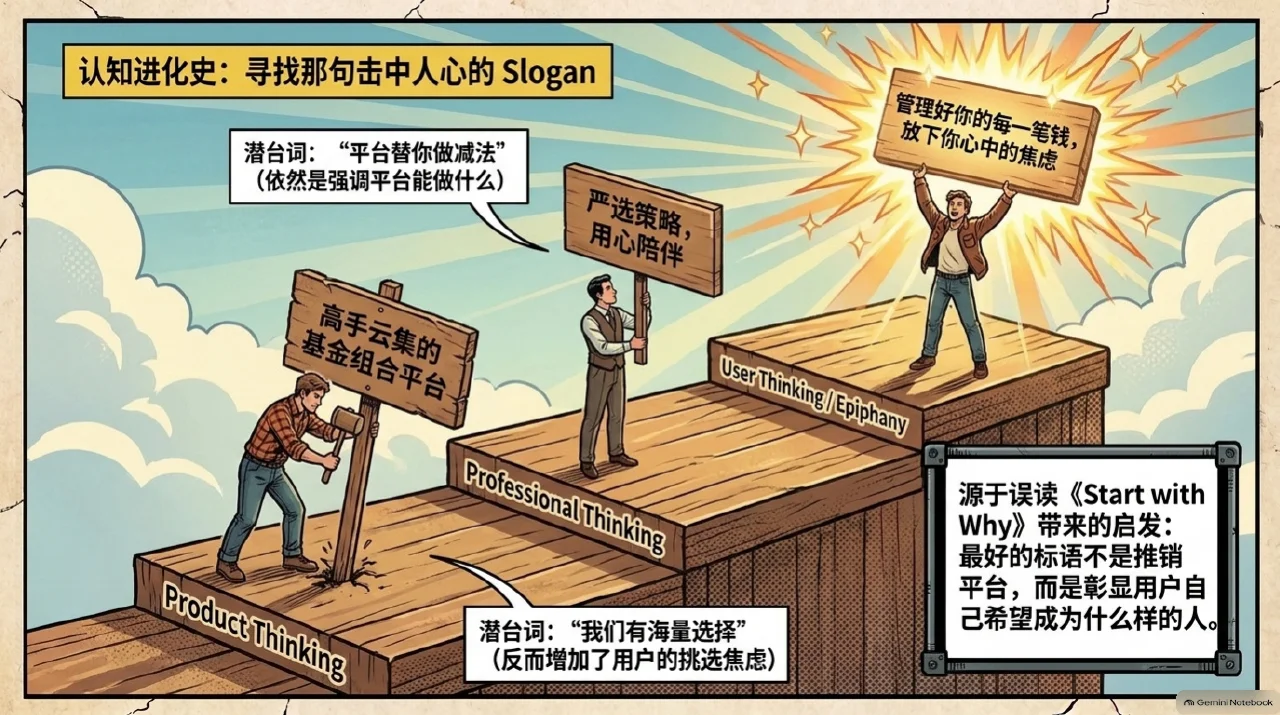 认知进化史：寻找那句击中人心的 Slogan
潜台词：“平台替你做减法”
（依然是强调平台能做什么）
管理好你的每一笔钱，
放下你心中的焦虑
严选策略，
用心陪伴
高手云集的
基金组合平台
User Thinking / Epiphany
Professional Thinking
Product Thinking
源于误读《Start with
Why》带来的启发：
最好的标语不是推销
平台，而是彰显用户自
己希望成为什么样的人。
潜台词：“我们有海量选择”
（反而增加了用户的挑选焦虑）
Gemini Notebook